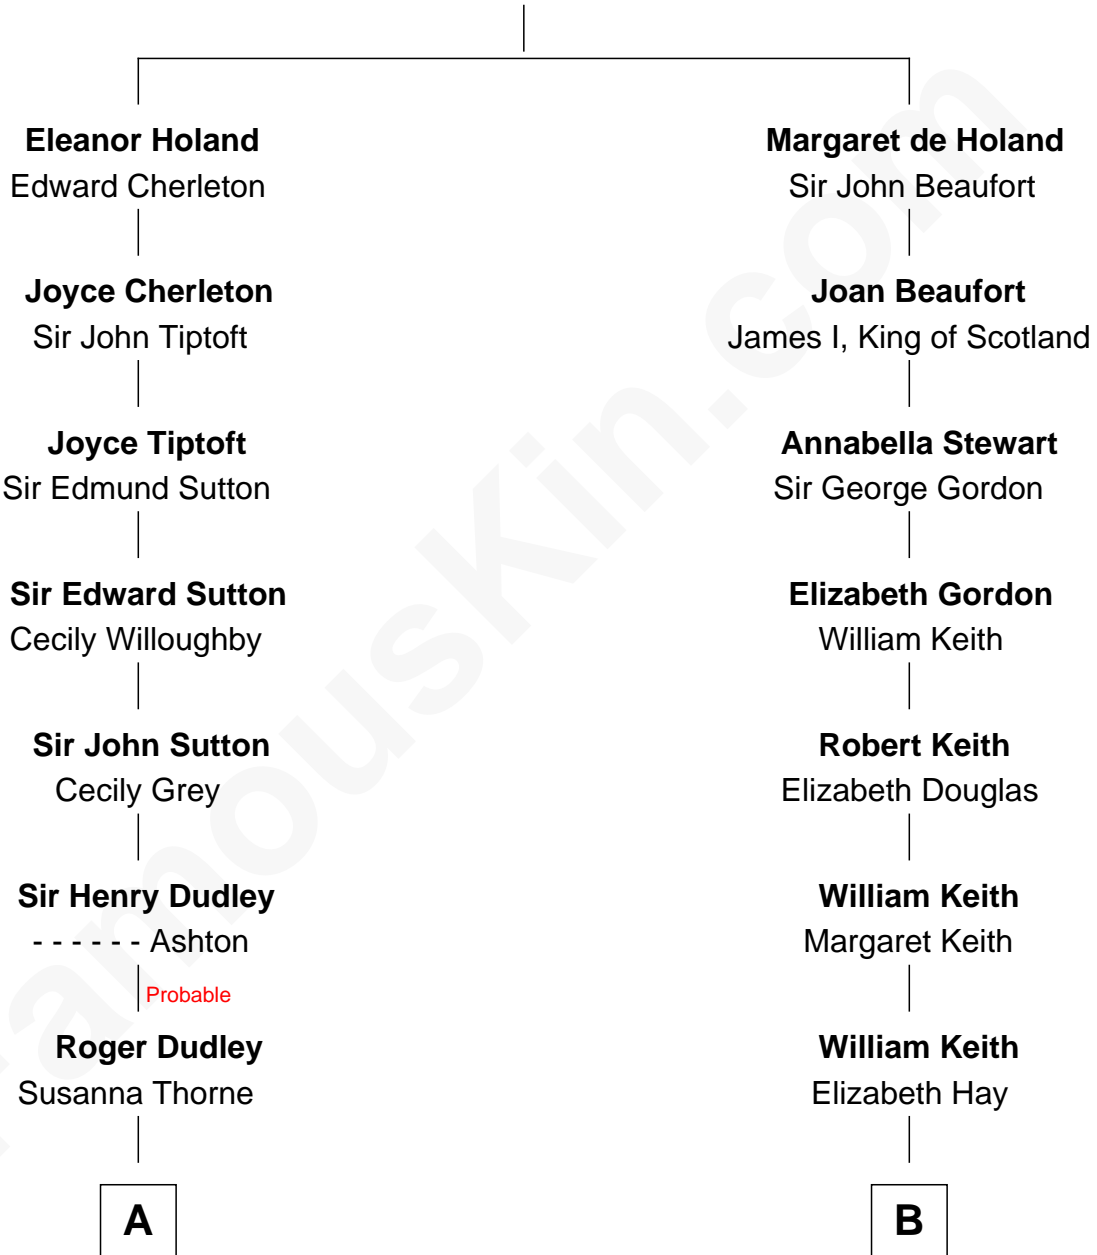 Eleanor Holand
Edward Cherleton
Joyce Cherleton
Sir John Tiptoft
Joyce Tiptoft
Sir Edmund Sutton
Sir Edward Sutton
Cecily Willoughby
Sir John Sutton
Cecily Grey
Sir Henry Dudley
- - - - - - Ashton
Probable
Roger Dudley
Susanna Thorne
A
Margaret de Holand
Sir John Beaufort
Joan Beaufort
James I, King of Scotland
Annabella Stewart
Sir George Gordon
Elizabeth Gordon
William Keith
Robert Keith
Elizabeth Douglas
William Keith
Margaret Keith
William Keith
Elizabeth Hay
B
FamousKin.com